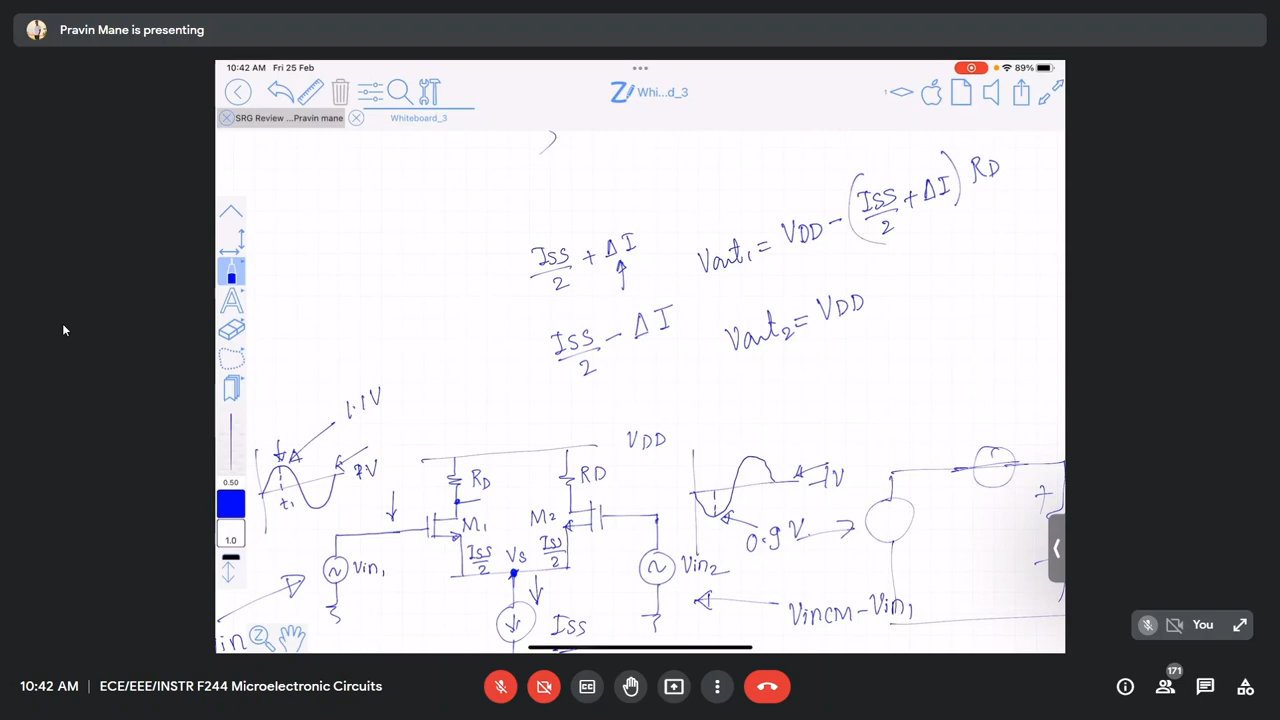 Pravin Mane is presenting
10:42 AM Fri 25 Feb
89%
Whi...d_3
SRG Review ...Pravin mane
Whiteboard_3
ISS/2 + ΔI
Vout1 = VDD - (ISS/2 + ΔI) RD
ISS/2 - ΔI
Vout2 = VDD
1.1V
1V
t1
VDD
RD
RD
M1
M2
ISS/2
VS
ISS/2
Vin1
Vin2
ISS
1V
0.9V
VinCM - Vin1
in
+
-
0.50
1.0
A
You
171
10:42 AM | ECE/EEE/INSTR F244 Microelectronic Circuits